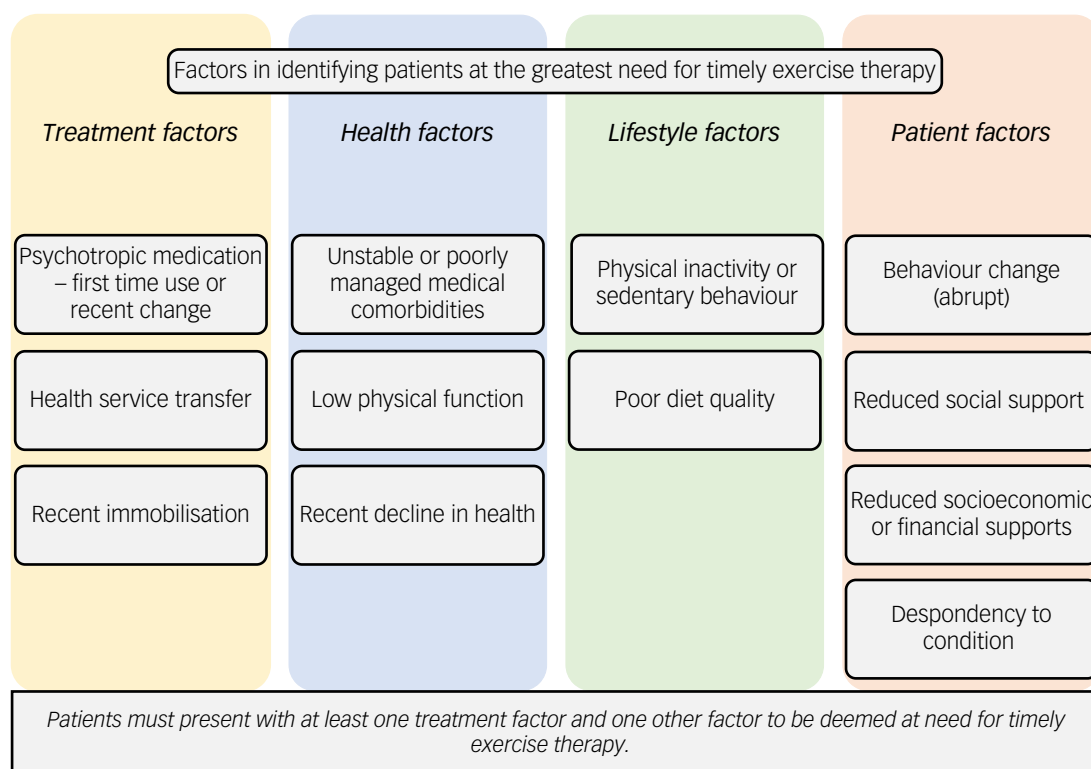 Factors in identifying patients at the greatest need for timely exercise therapy
Treatment factors
Psychotropic medication
– first time use or
recent change
Health service transfer
Recent immobilisation
Health factors
Unstable or poorly
managed medical
comorbidities
Low physical function
Recent decline in health
Lifestyle factors
Physical inactivity or
sedentary behaviour
Poor diet quality
Patient factors
Behaviour change
(abrupt)
Reduced social support
Reduced socioeconomic
or financial supports
Despondency to
condition
Patients must present with at least one treatment factor and one other factor to be deemed at need for timely
exercise therapy.